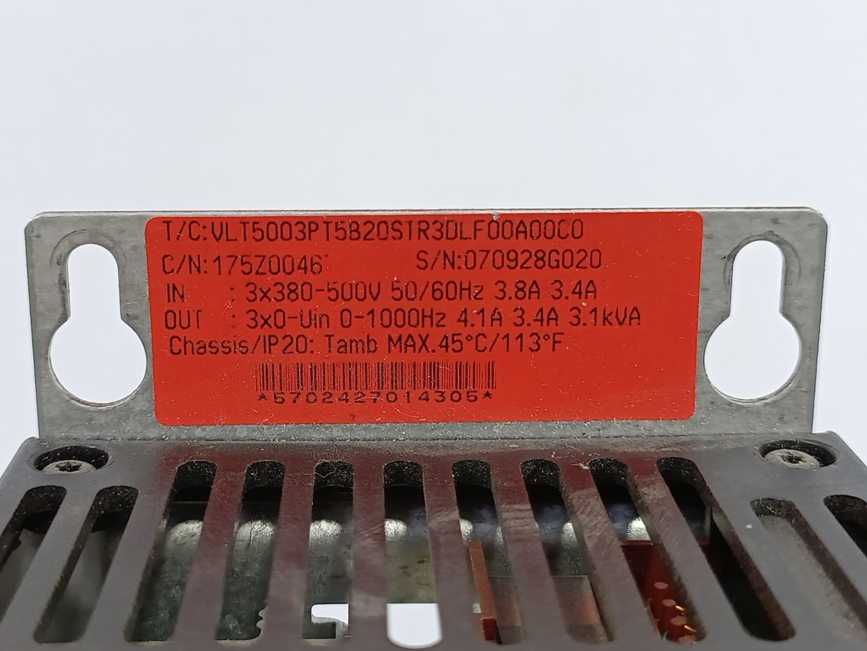 T/C:VLT5003PT5B20STR3DLF00A00C0
C/N:175Z0046 S/N:070928G020
IN : 3x380-500V 50/60Hz 3.8A 3.4A
OUT : 3x0-Uin 0-1000Hz 4.1A 3.4A 3.1kVA
Chassis/IP20: Tamb MAX.45°C/113°F
*5702427014305*